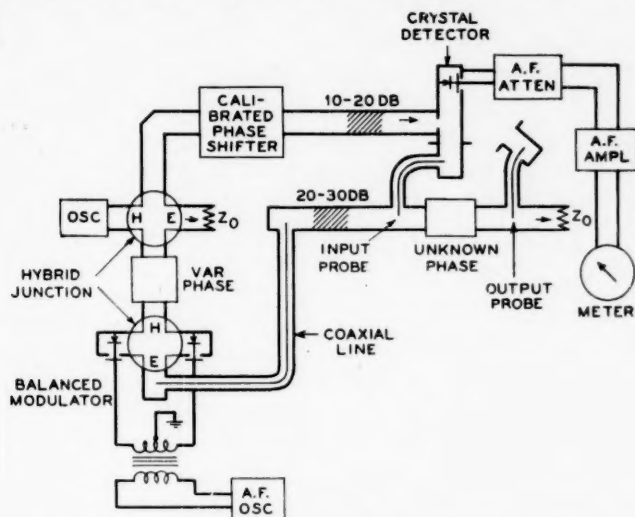 CRYSTAL
DETECTOR
A.F.
ATTEN
CALI-
BRATED
PHASE
SHIFTER
10-20 DB
A.F.
AMPL
OSC
H
E
Z0
20-30DB
INPUT
PROBE
UNKNOWN
PHASE
OUTPUT
PROBE
Z0
METER
HYBRID
JUNCTION
VAR
PHASE
H
E
COAXIAL
LINE
BALANCED
MODULATOR
A.F.
OSC